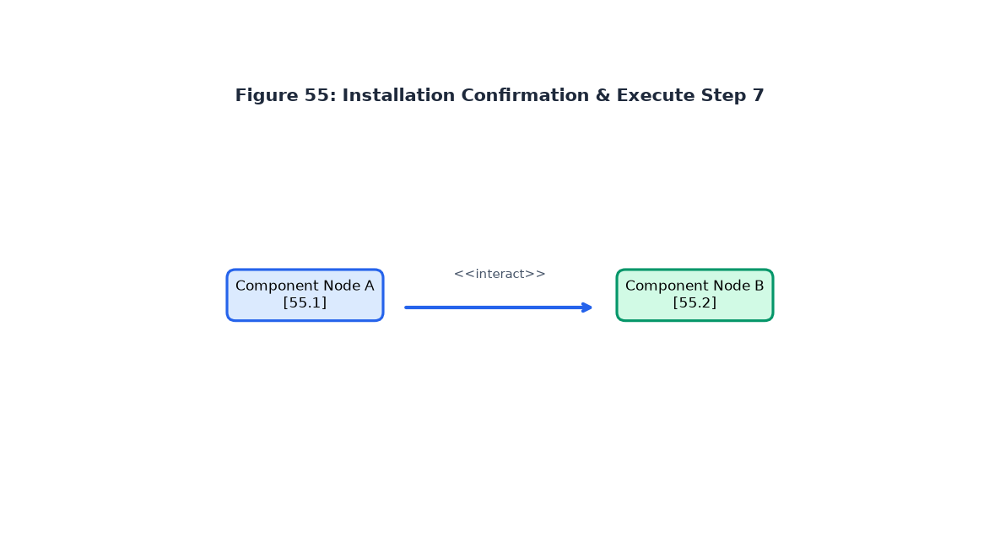 Figure 55: Installation Confirmation & Execute Step 7
<<interact>>
Component Node A
[55.1]
Component Node B
[55.2]